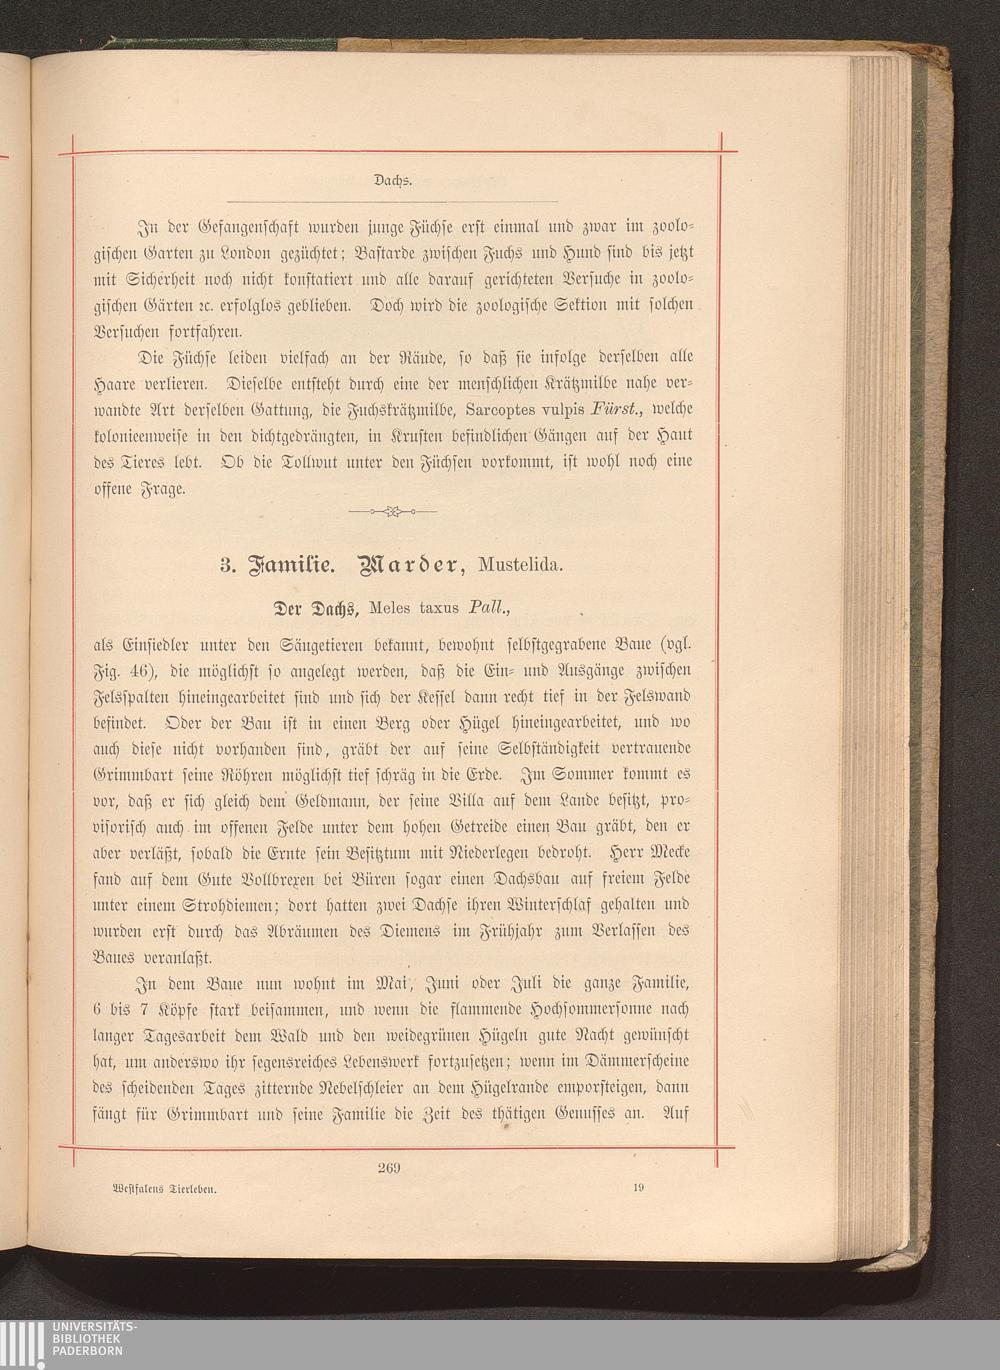 Dachs.
In der Gefangenschaft wurden junge Füchse erst einmal und zwar im zoolo-
gischen Garten zu London gezüchtet; Bastarde zwischen Fuchs und Hund sind bis jetzt
mit Sicherheit noch nicht konstatiert und alle darauf gerichteten Versuche in zoolo-
gischen Gärten ꝛc. erfolglos geblieben. Doch wird die zoologische Sektion mit solchen
Versuchen fortfahren.
Die Füchse leiden vielfach an der Räude, so daß sie infolge derselben alle
Haare verlieren. Dieselbe entsteht durch eine der menschlichen Krätzmilbe nahe ver-
wandte Art derselben Gattung, die Fuchskrätzmilbe, Sarcoptes vulpis Fürst., welche
kolonieenweise in den dichtgedrängten, in Krusten befindlichen Gängen auf der Haut
des Tieres lebt. Ob die Tollwut unter den Füchsen vorkommt, ist wohl noch eine
offene Frage.
3. Familie. Marder, Mustelida.
Der Dachs, Meles taxus Pall.,
als Einsiedler unter den Säugetieren bekannt, bewohnt selbstgegrabene Baue (vgl.
Fig. 46), die möglichst so angelegt werden, daß die Ein- und Ausgänge zwischen
Felsspalten hineingearbeitet sind und sich der Kessel dann recht tief in der Felswand
befindet. Oder der Bau ist in einen Berg oder Hügel hineingearbeitet, und wo
auch diese nicht vorhanden sind, gräbt der auf seine Selbständigkeit vertrauende
Grimmbart seine Röhren möglichst tief schräg in die Erde. Im Sommer kommt es
vor, daß er sich gleich dem Geldmann, der seine Villa auf dem Lande besitzt, pro-
visorisch auch im offenen Felde unter dem hohen Getreide einen Bau gräbt, den er
aber verläßt, sobald die Ernte sein Besitztum mit Niederlegen bedroht. Herr Mecke
fand auf dem Gute Vollbrexen bei Büren sogar einen Dachsbau auf freiem Felde
unter einem Strohdiemen; dort hatten zwei Dachse ihren Winterschlaf gehalten und
wurden erst durch das Abräumen des Diemens im Frühjahr zum Verlassen des
Baues veranlaßt.
In dem Baue nun wohnt im Mai, Juni oder Juli die ganze Familie,
6 bis 7 Köpfe stark beisammen, und wenn die flammende Hochsommersonne nach
langer Tagesarbeit dem Wald und den weidegrünen Hügeln gute Nacht gewünscht
hat, um anderswo ihr segensreiches Lebenswerk fortzusetzen; wenn im Dämmerscheine
des scheidenden Tages zitternde Nebelschleier an dem Hügelrande emporsteigen, dann
fängt für Grimmbart und seine Familie die Zeit des thätigen Genusses an. Auf
269
Westfalens Tierleben. 19
UNIVERSITÄTS-
BIBLIOTHEK
PADERBORN